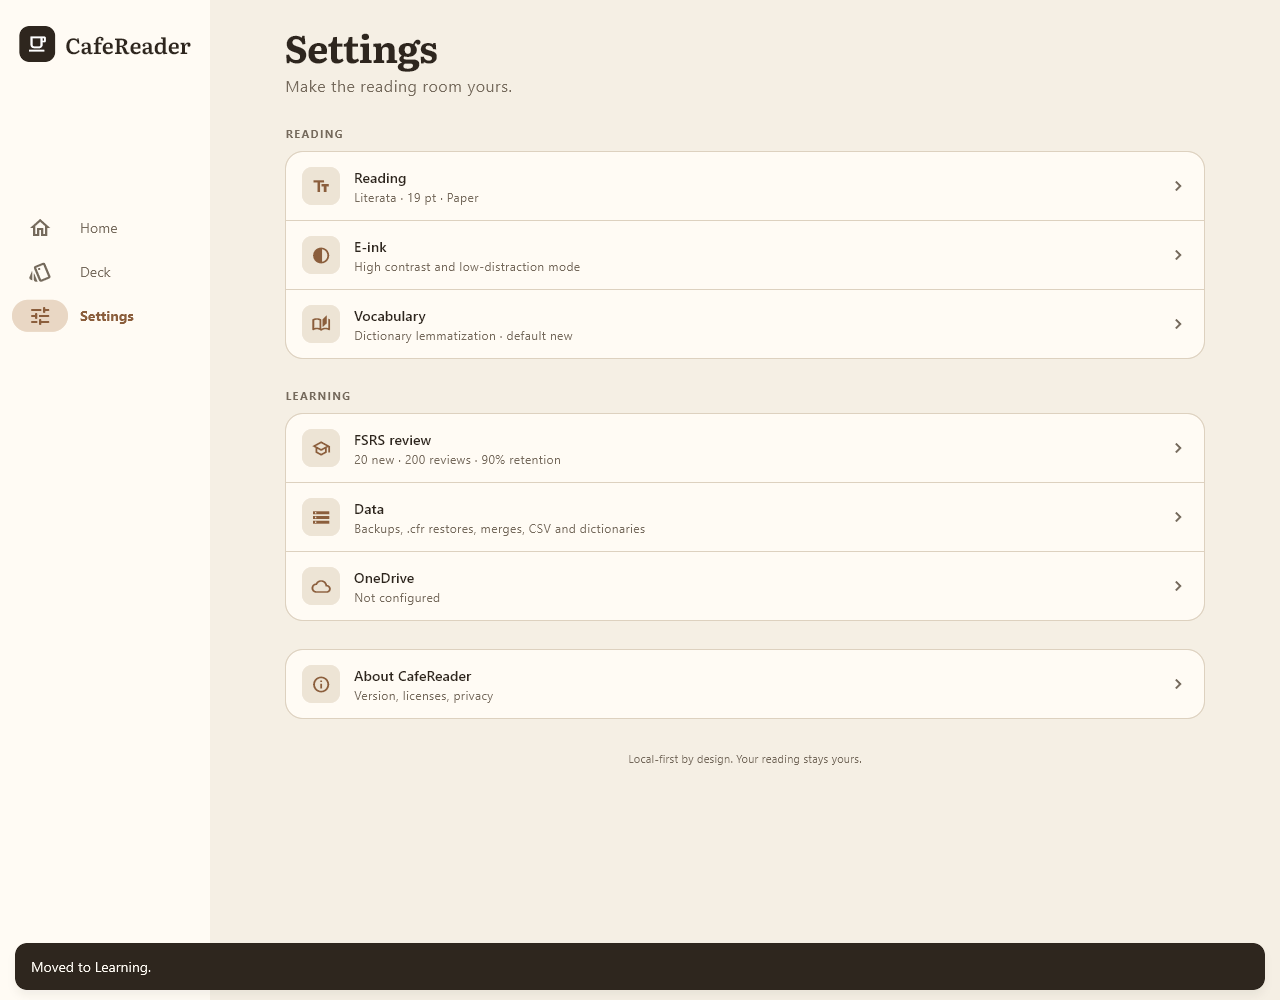 CafeReader
Home
Deck
Settings
Settings
Make the reading room yours.
READING
Reading
Literata · 19 pt · Paper
E-ink
High contrast and low-distraction mode
Vocabulary
Dictionary lemmatization · default new
LEARNING
FSRS review
20 new · 200 reviews · 90% retention
Data
Backups, .cfr restores, merges, CSV and dictionaries
OneDrive
Not configured
About CafeReader
Version, licenses, privacy
Local-first by design. Your reading stays yours.
Moved to Learning.